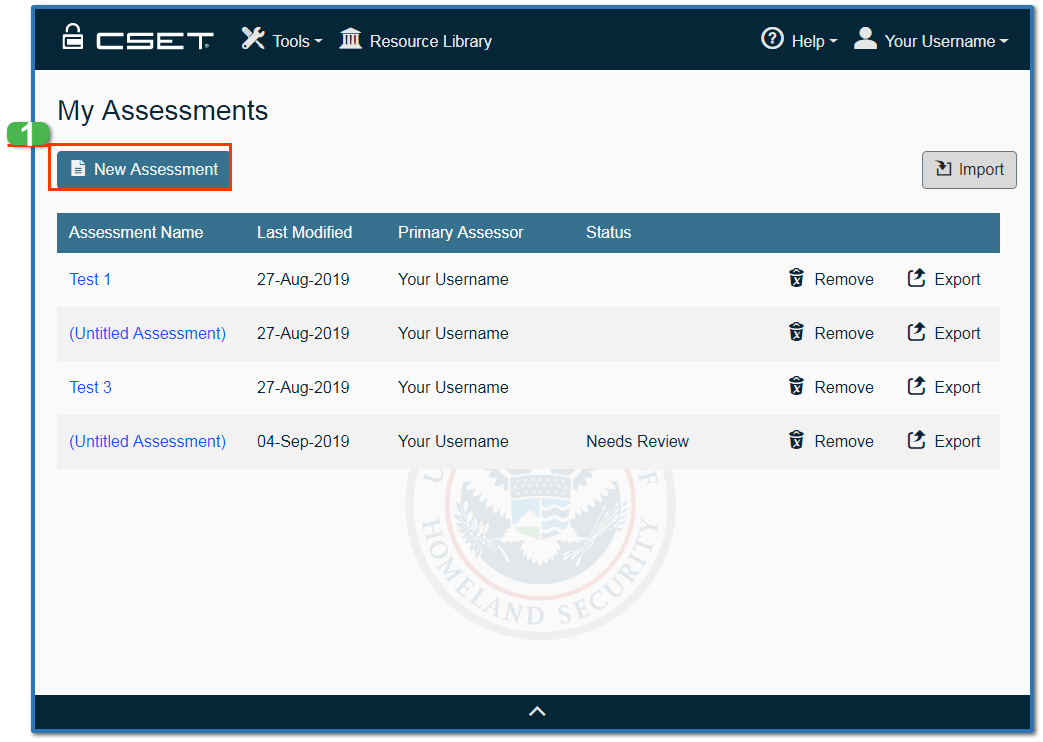 CSET Tools Resource Library Help Your Username
My Assessments
1
New Assessment Import
Assessment Name Last Modified Primary Assessor Status
Test 1 27-Aug-2019 Your Username Remove Export
(Untitled Assessment) 27-Aug-2019 Your Username Remove Export
Test 3 27-Aug-2019 Your Username Remove Export
(Untitled Assessment) 04-Sep-2019 Your Username Needs Review Remove Export
HOMELAND SECURITY